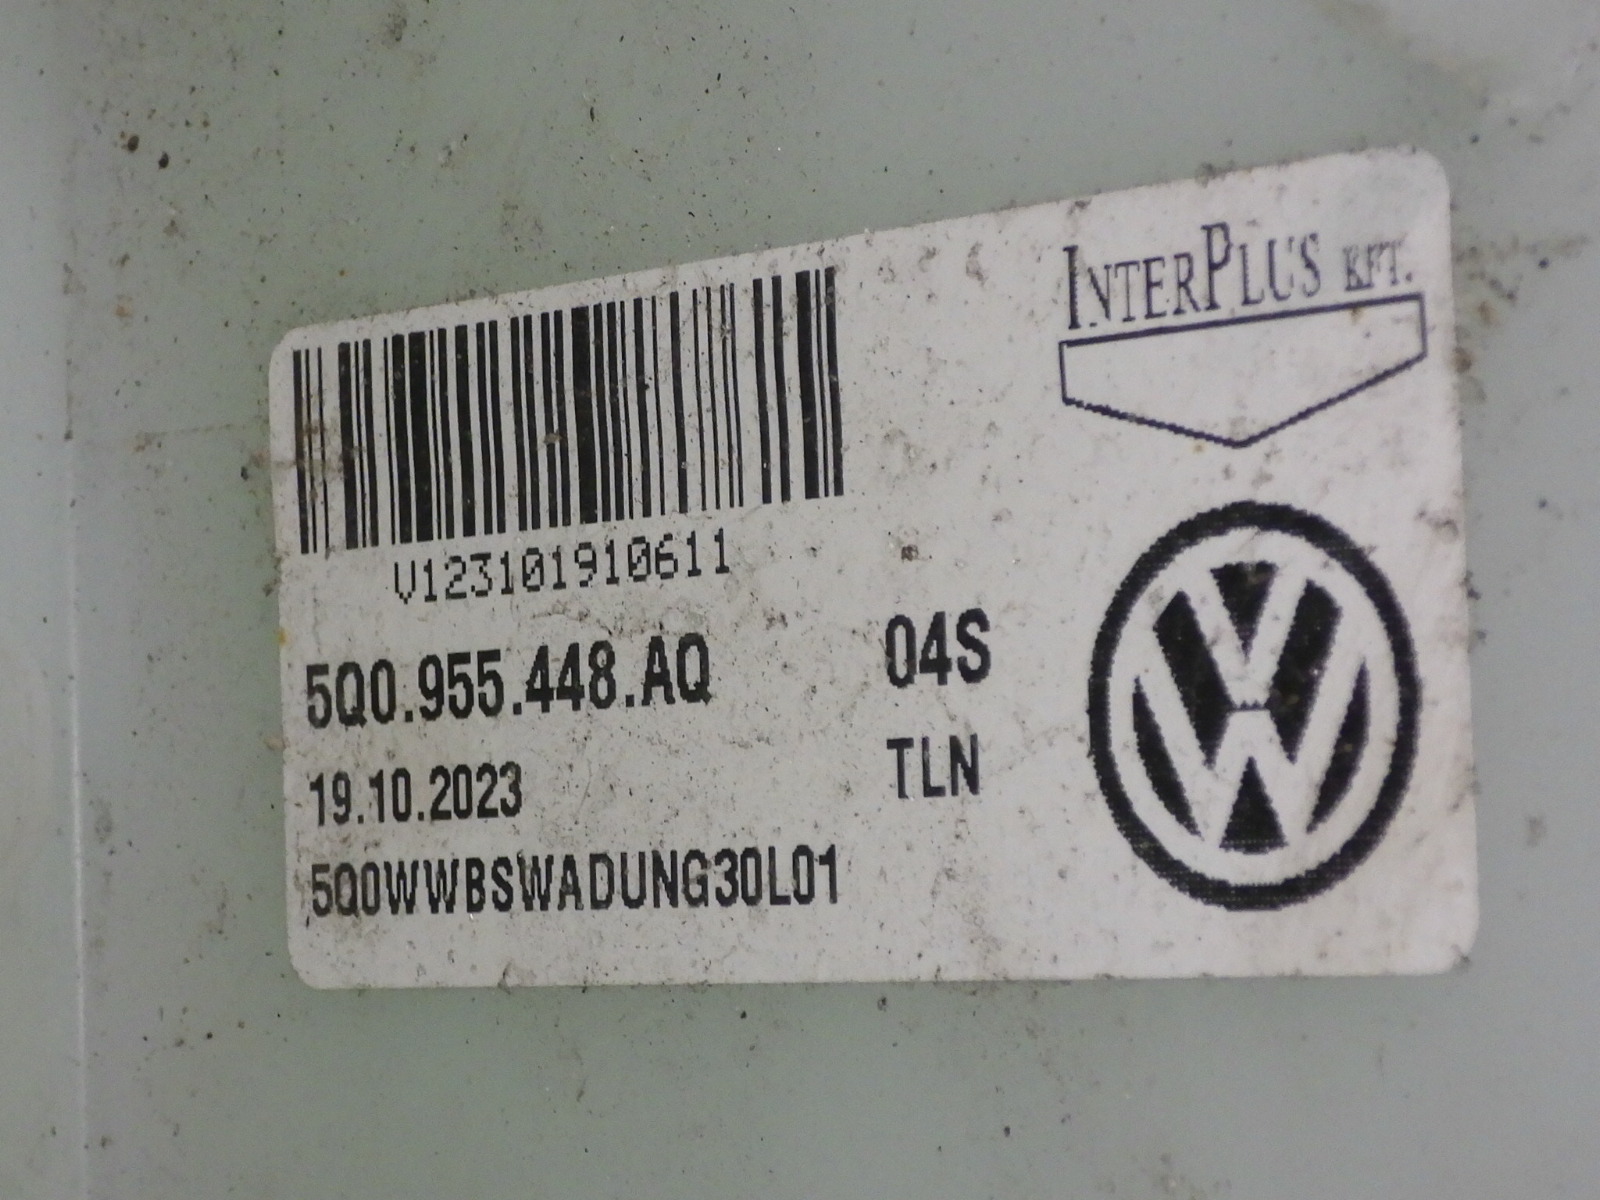 INTERPLUS KFT.
V123101910611
5Q0.955.448.AQ 04S
19.10.2023 TLN
5Q0WWBSWADUNG30L01